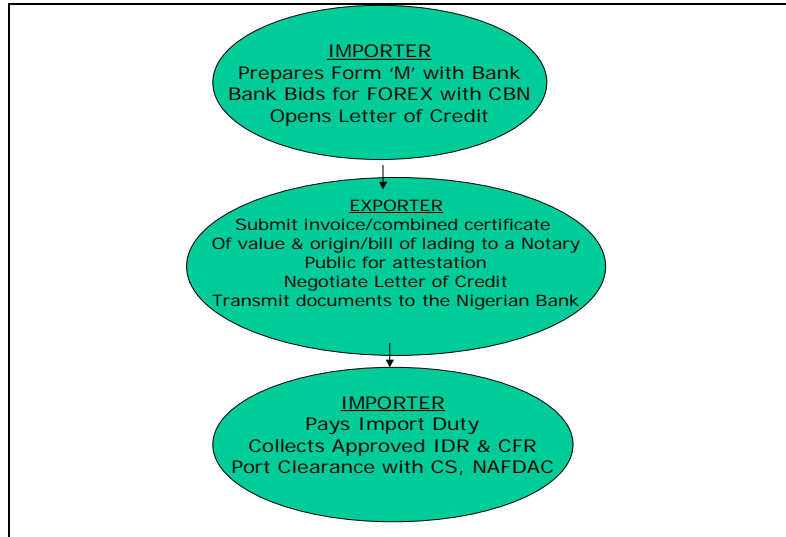 IMPORTER
Prepares Form ‘M’ with Bank
Bank Bids for FOREX with CBN
Opens Letter of Credit
EXPORTER
Submit invoice/combined certificate
Of value & origin/bill of lading to a Notary
Public for attestation
Negotiate Letter of Credit
Transmit documents to the Nigerian Bank
IMPORTER
Pays Import Duty
Collects Approved IDR & CFR
Port Clearance with CS, NAFDAC